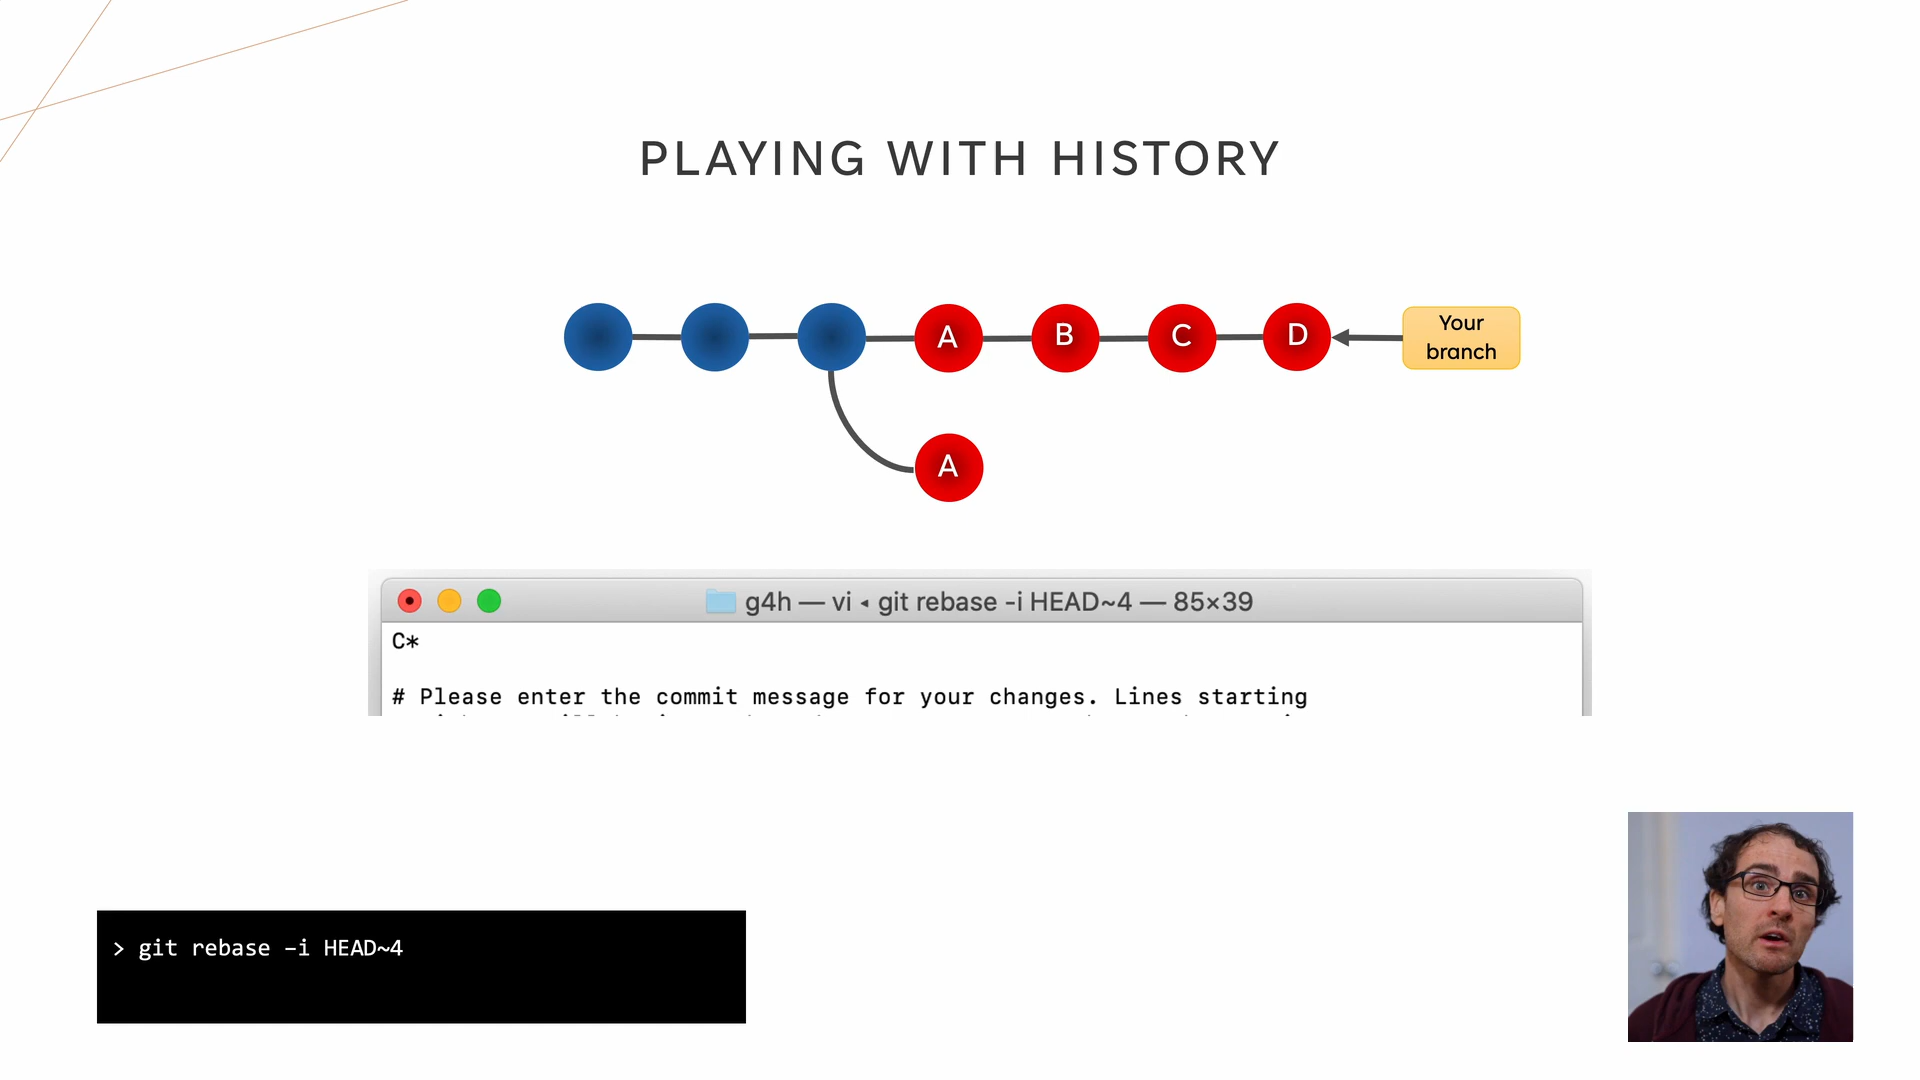 PLAYING WITH HISTORY
A B C D
Your
branch
A
g4h — vi ◂ git rebase -i HEAD~4 — 85×39
C*
# Please enter the commit message for your changes. Lines starting
> git rebase –i HEAD~4